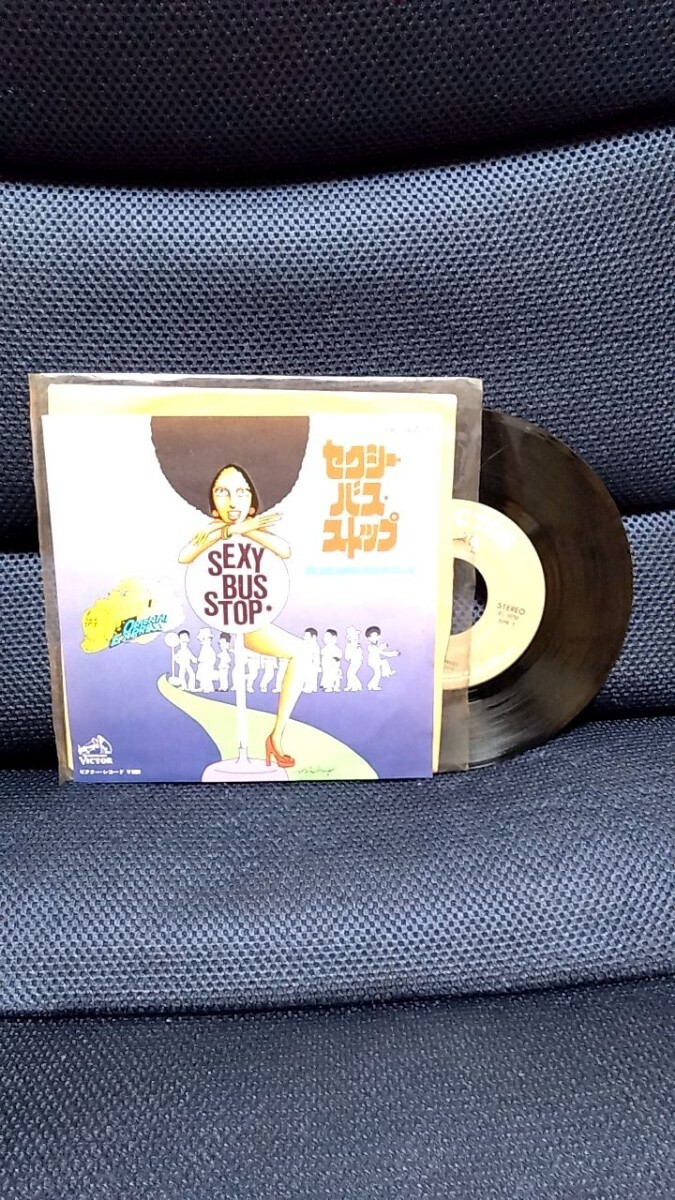 セクシー
バス・
ストップ
SEXY
BUS
STOP・
ORIENTAL
EXPRESS
VICTOR
ビクター・レコード
STEREO